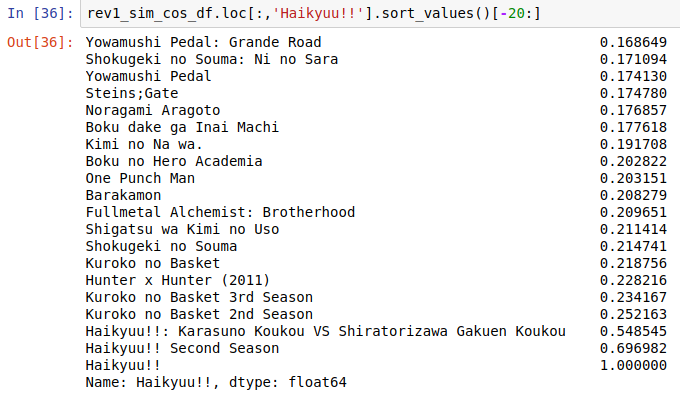 In [36]: rev1_sim_cos_df.loc[:,'Haikyuu!!'].sort_values()[-20:]
Out[36]: Yowamushi Pedal: Grande Road 0.168649
Shokugeki no Souma: Ni no Sara 0.171094
Yowamushi Pedal 0.174130
Steins;Gate 0.174780
Noragami Aragoto 0.176857
Boku dake ga Inai Machi 0.177618
Kimi no Na wa. 0.191708
Boku no Hero Academia 0.202822
One Punch Man 0.203151
Barakamon 0.208279
Fullmetal Alchemist: Brotherhood 0.209651
Shigatsu wa Kimi no Uso 0.211414
Shokugeki no Souma 0.214741
Kuroko no Basket 0.218756
Hunter x Hunter (2011) 0.228216
Kuroko no Basket 3rd Season 0.234167
Kuroko no Basket 2nd Season 0.252163
Haikyuu!!: Karasuno Koukou VS Shiratorizawa Gakuen Koukou 0.548545
Haikyuu!! Second Season 0.696982
Haikyuu!! 1.000000
Name: Haikyuu!!, dtype: float64